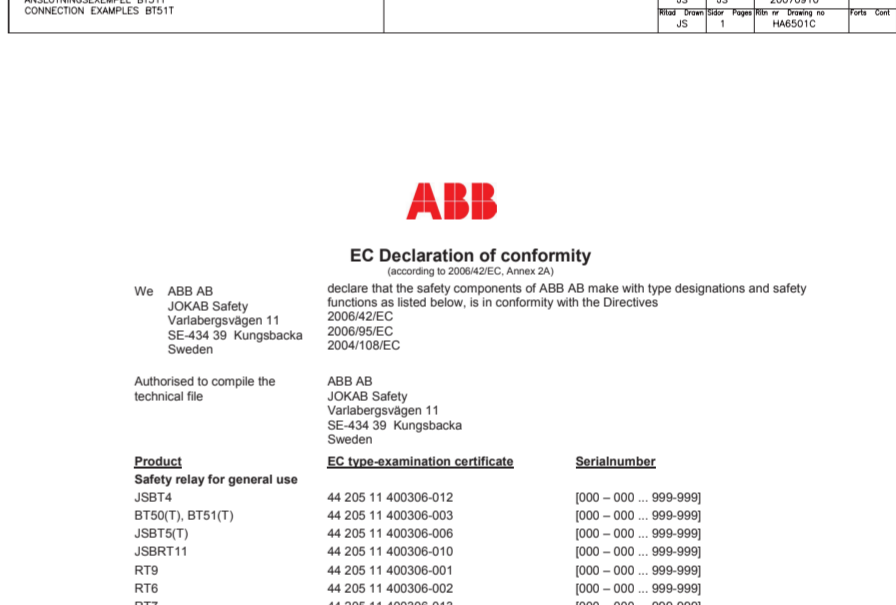 CONNECTION EXAMPLES BT51T
JS JS 20070910
Ritad Drawn Sidor Pages Ritn nr Drawing no Forts Cont
JS 1 HA6501C
ABB
EC Declaration of conformity
(according to 2006/42/EC, Annex 2A)
We ABB AB
JOKAB Safety
Varlabergsvägen 11
SE-434 39 Kungsbacka
Sweden
declare that the safety components of ABB AB make with type designations and safety
functions as listed below, is in conformity with the Directives
2006/42/EC
2006/95/EC
2004/108/EC
Authorised to compile the
technical file
ABB AB
JOKAB Safety
Varlabergsvägen 11
SE-434 39 Kungsbacka
Sweden
Product EC type-examination certificate Serialnumber
Safety relay for general use
JSBT4 44 205 11 400306-012 [000 – 000 ... 999-999]
BT50(T), BT51(T) 44 205 11 400306-003 [000 – 000 ... 999-999]
JSBT5(T) 44 205 11 400306-006 [000 – 000 ... 999-999]
JSBRT11 44 205 11 400306-010 [000 – 000 ... 999-999]
RT9 44 205 11 400306-001 [000 – 000 ... 999-999]
RT6 44 205 11 400306-002 [000 – 000 ... 999-999]